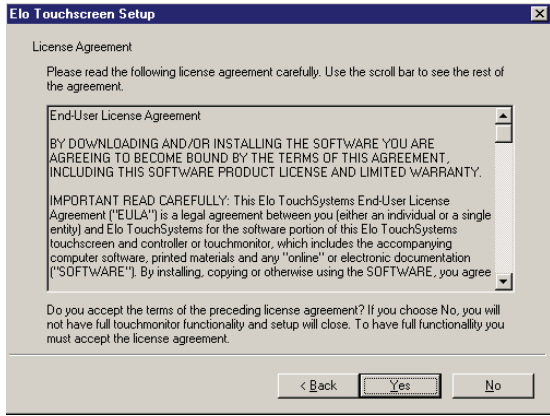 Elo Touchscreen Setup
License Agreement
Please read the following license agreement carefully. Use the scroll bar to see the rest of
the agreement.
End-User License Agreement
BY DOWNLOADING AND/OR INSTALLING THE SOFTWARE YOU ARE
AGREEING TO BECOME BOUND BY THE TERMS OF THIS AGREEMENT,
INCLUDING THIS SOFTWARE PRODUCT LICENSE AND LIMITED WARRANTY.
IMPORTANT READ CAREFULLY: This Elo TouchSystems End-User License
Agreement ("EULA") is a legal agreement between you (either an individual or a single
entity) and Elo TouchSystems for the software portion of this Elo TouchSystems
touchscreen and controller or touchmonitor, which includes the accompanying
computer software, printed materials and any "online" or electronic documentation
("SOFTWARE"). By installing, copying or otherwise using the SOFTWARE, you agree
Do you accept the terms of the preceding license agreement? If you choose No, you will
not have full touchmonitor functionality and setup will close. To have full functionallity you
must accept the license agreement.
< Back Yes No